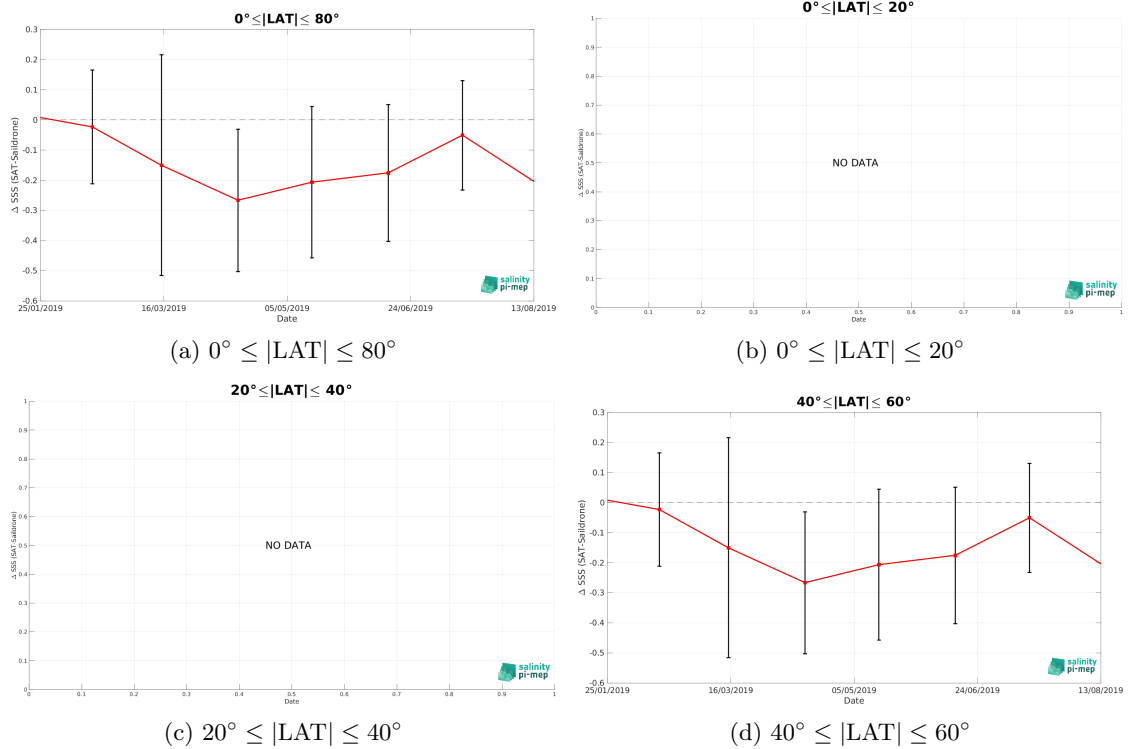 0°≤|LAT|≤ 80°
0.3
0.2
0.1
0
-0.1
-0.2
-0.3
-0.4
-0.5
-0.6
Δ SSS (SAT-Saildrone)
25/01/2019 16/03/2019 05/05/2019 24/06/2019 13/08/2019
Date
salinity
pi-mep
(a) 0° ≤ |LAT| ≤ 80°
0°≤|LAT|≤ 20°
1
0.9
0.8
0.7
0.6
0.5
0.4
0.3
0.2
0.1
0
Δ SSS (SAT-Saildrone)
NO DATA
0 0.1 0.2 0.3 0.4 0.5 0.6 0.7 0.8 0.9 1
Date
salinity
pi-mep
(b) 0° ≤ |LAT| ≤ 20°
20°≤|LAT|≤ 40°
1
0.9
0.8
0.7
0.6
0.5
0.4
0.3
0.2
0.1
0
Δ SSS (SAT-Saildrone)
NO DATA
0 0.1 0.2 0.3 0.4 0.5 0.6 0.7 0.8 0.9 1
Date
salinity
pi-mep
(c) 20° ≤ |LAT| ≤ 40°
40°≤|LAT|≤ 60°
0.3
0.2
0.1
0
-0.1
-0.2
-0.3
-0.4
-0.5
-0.6
Δ SSS (SAT-Saildrone)
25/01/2019 16/03/2019 05/05/2019 24/06/2019 13/08/2019
Date
salinity
pi-mep
(d) 40° ≤ |LAT| ≤ 60°